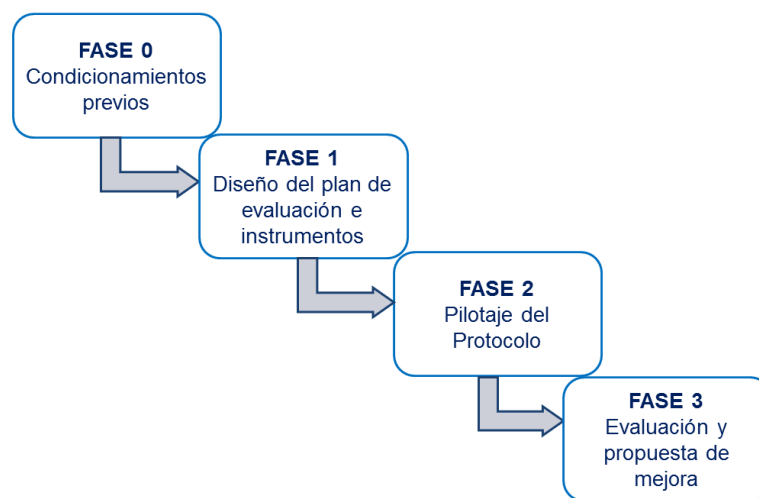 FASE 0
Condicionamientos
previos
FASE 1
Diseño del plan de
evaluación e
instrumentos
FASE 2
Pilotaje del
Protocolo
FASE 3
Evaluación y
propuesta de
mejora